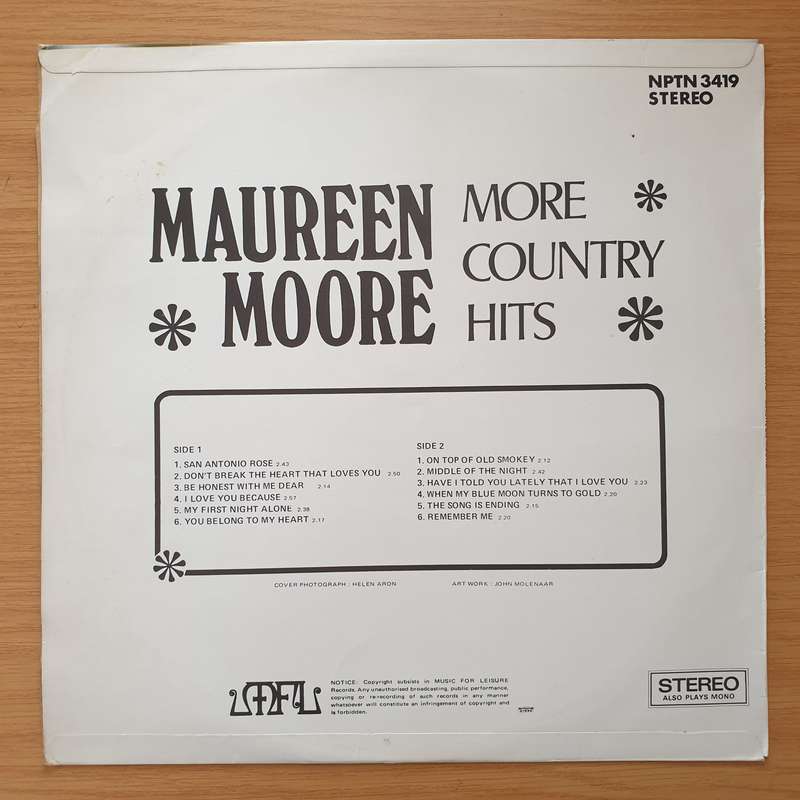 NPTN 3419
STEREO
MAUREEN
MOORE
MORE
COUNTRY
HITS
SIDE 1
1. SAN ANTONIO ROSE 2.43
2. DON'T BREAK THE HEART THAT LOVES YOU 2.50
3. BE HONEST WITH ME DEAR 2.14
4. I LOVE YOU BECAUSE 2.57
5. MY FIRST NIGHT ALONE 2.38
6. YOU BELONG TO MY HEART 2.17
SIDE 2
1. ON TOP OF OLD SMOKEY 2.12
2. MIDDLE OF THE NIGHT 2.42
3. HAVE I TOLD YOU LATELY THAT I LOVE YOU 2.23
4. WHEN MY BLUE MOON TURNS TO GOLD 2.20
5. THE SONG IS ENDING 2.15
6. REMEMBER ME 2.20
COVER PHOTOGRAPH : HELEN ARON
ART WORK : JOHN MOLENAAR
MFL
NOTICE: Copyright subsists in MUSIC FOR LEISURE
Records. Any unauthorised broadcasting, public performance,
copying or re-recording of such records in any manner
whatsoever will constitute an infringement of copyright and
is forbidden.
STEREO
ALSO PLAYS MONO